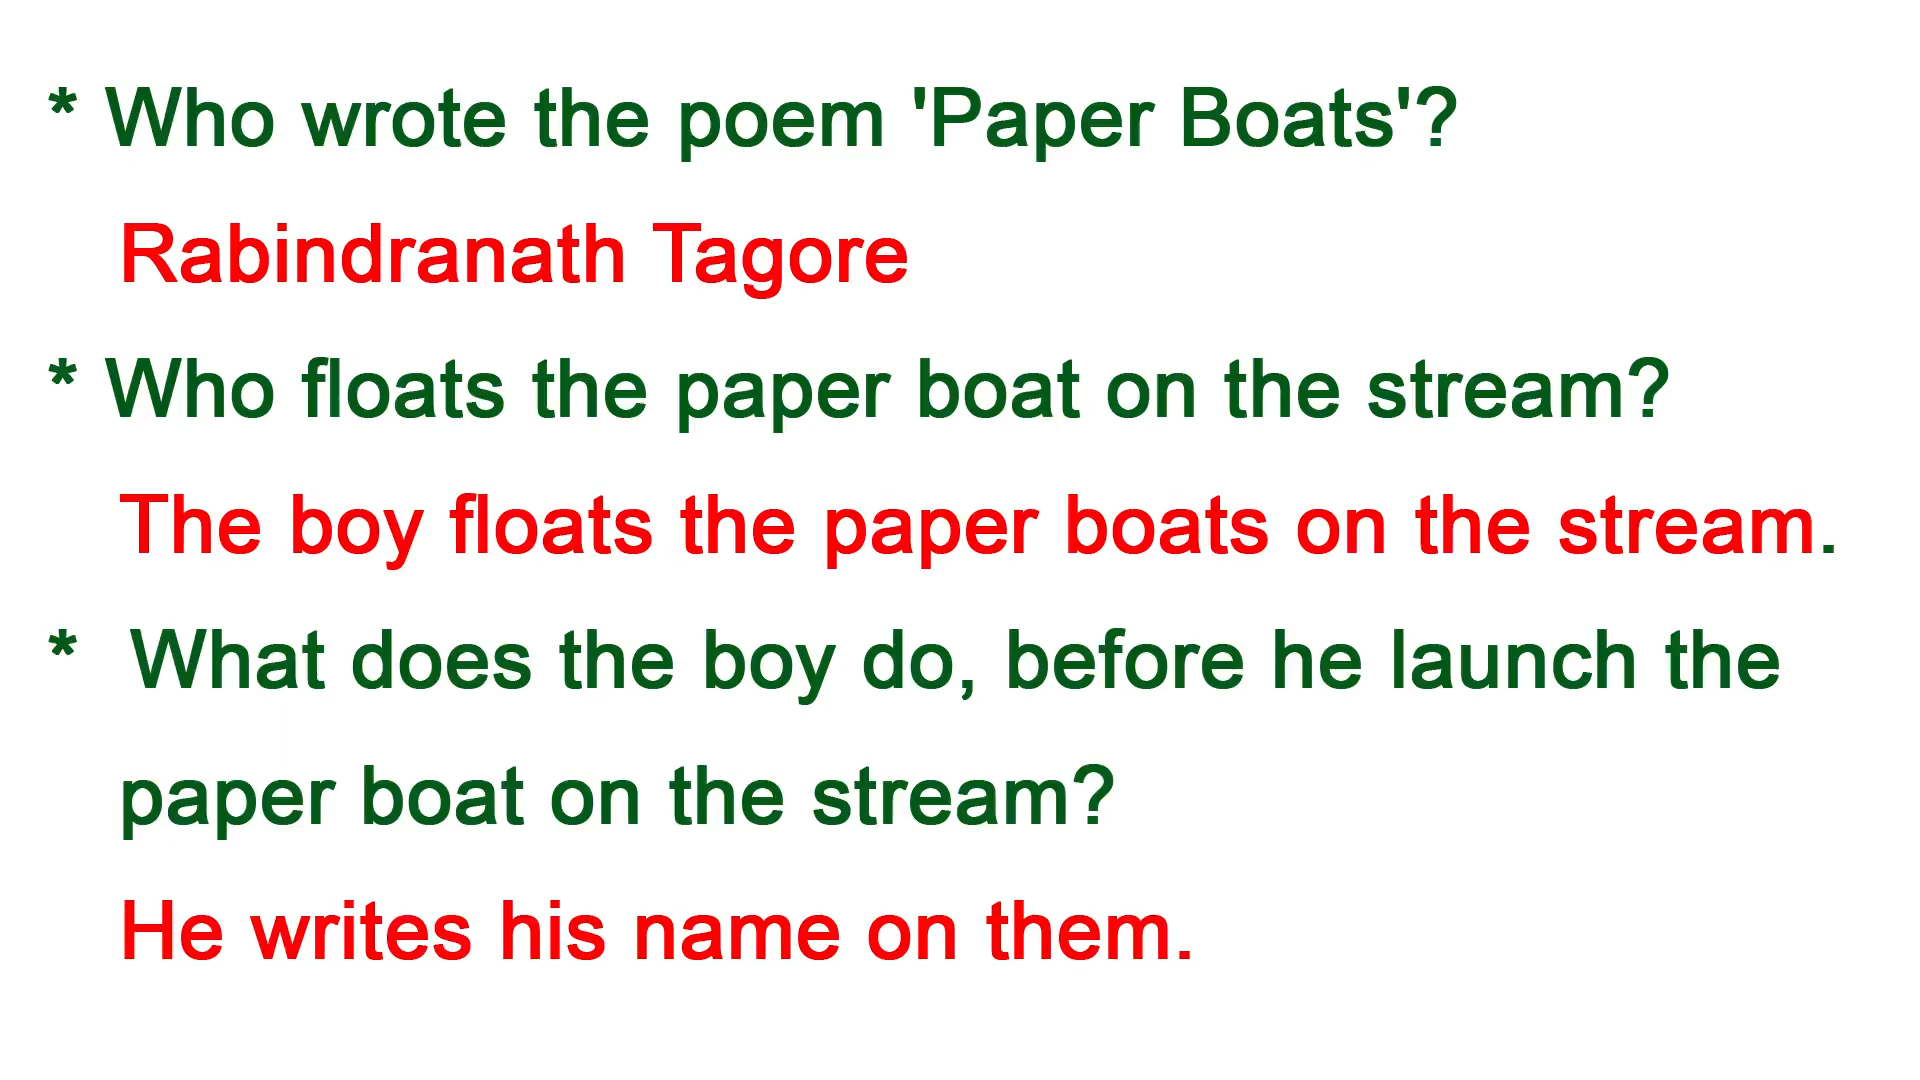 * Who wrote the poem 'Paper Boats'?
Rabindranath Tagore
* Who floats the paper boat on the stream?
The boy floats the paper boats on the stream.
* What does the boy do, before he launch the
paper boat on the stream?
He writes his name on them.